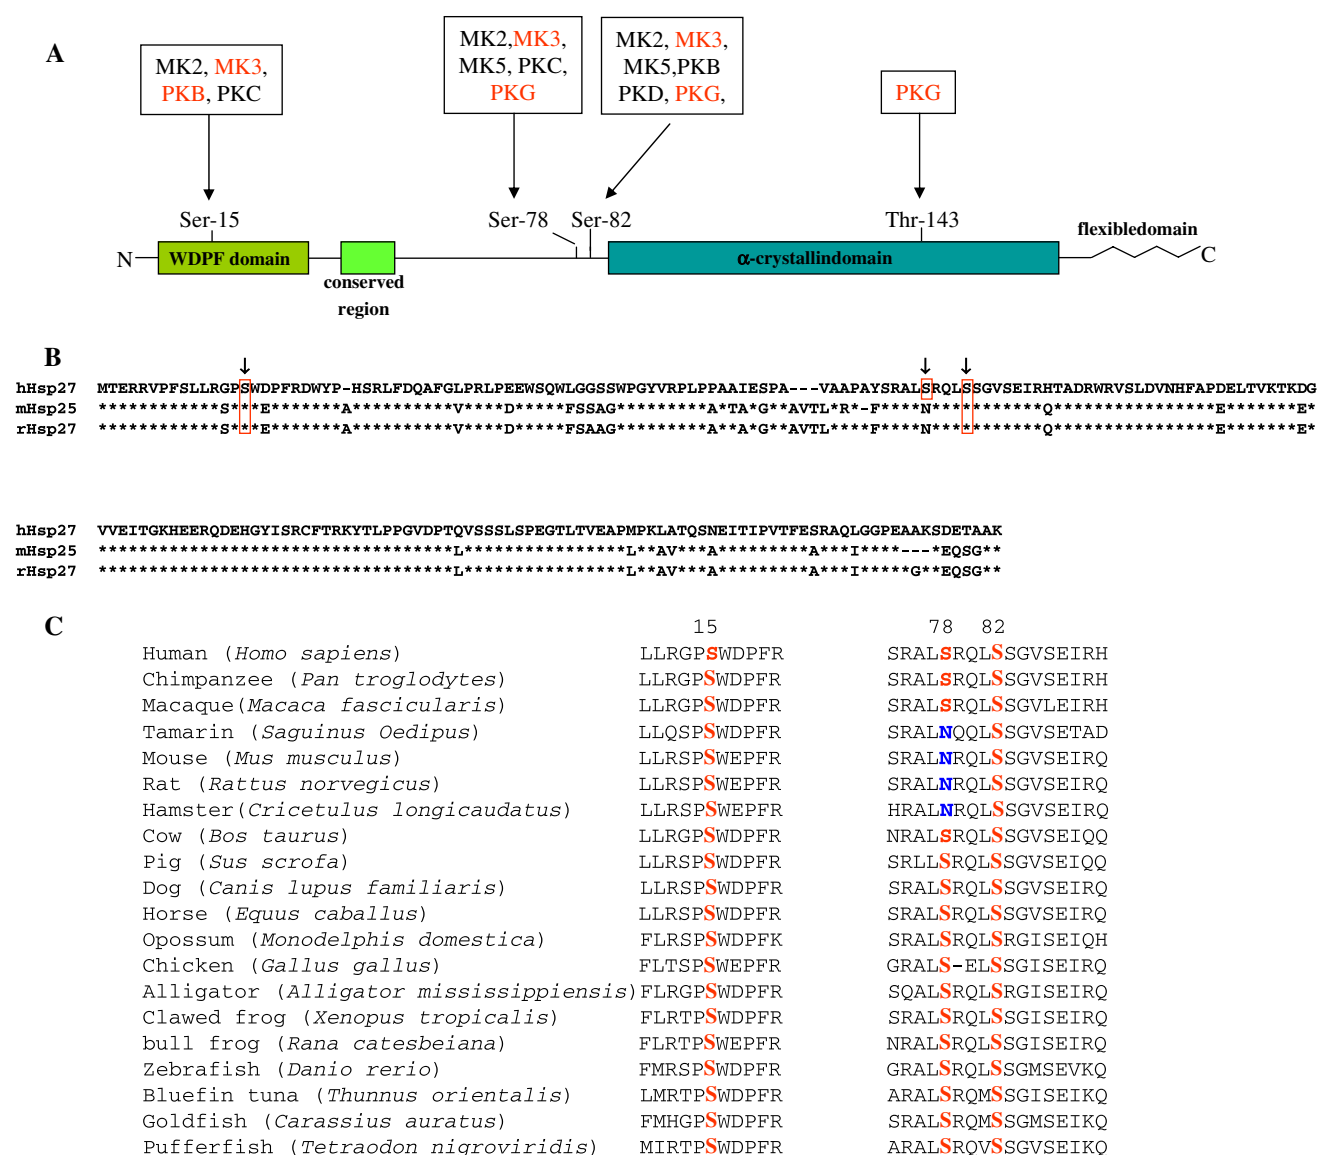 A
MK2, MK3,
PKB, PKC
MK2,MK3,
MK5, PKC,
PKG
MK2, MK3,
MK5,PKB
PKD, PKG,
PKG
Ser-15
Ser-78
Ser-82
Thr-143
flexibledomain
N
WDPF domain
α-crystallindomain
C
conserved
region
B
hHsp27 MTERRVPFSLLRGPSWDPFRDWYP-HSRLFDQAFGLPRLPEEWSQWLGGSSWPGYVRPLPPAAIESPA---VAAPAYSRALSRQLSSGVSEIRHTADRWRVSLDVNHFAPDELTVKTKDG
mHsp25 ************S***E*******A**********V****D*****FSSAG*********A*TA*G**AVTL*R*-F****N***********Q****************E*******E*
rHsp27 ************S***E*******A**********V****D*****FSAAG*********A**A*G**AVTL***F****N***********Q****************E*******E*
hHsp27 VVEITGKHEERQDEHGYISRCFTRKYTLPPGVDPTQVSSSLSPEGTLTVEAPMPKLATQSNEITIPVTFESRAQLGGPEAAKSDETAAK
mHsp25 ***********************************L****************L**AV***A*********A***I****---*EQSG**
rHsp27 ***********************************L****************L**AV***A*********A***I*****G**EQSG**
C
15 78 82
Human (Homo sapiens) LLRGPSWDPFR SRALSRQLSSGVSEIRH
Chimpanzee (Pan troglodytes) LLRGPSWDPFR SRALSRQLSSGVSEIRH
Macaque(Macaca fascicularis) LLRGPSWDPFR SRALSRQLSSGVLEIRH
Tamarin (Saguinus Oedipus) LLQSPSWDPFR SRALNQQLSSGVSETAD
Mouse (Mus musculus) LLRSPSWEPFR SRALNRQLSSGVSEIRQ
Rat (Rattus norvegicus) LLRSPSWEPFR SRALNRQLSSGVSEIRQ
Hamster(Cricetulus longicaudatus) LLRSPSWEPFR HRALNRQLSSGVSEIRQ
Cow (Bos taurus) LLRGPSWDPFR NRALSRQLSSGVSEIQQ
Pig (Sus scrofa) LLRSPSWDPFR SRLLSRQLSSGVSEIQQ
Dog (Canis lupus familiaris) LLRSPSWDPFR SRALSRQLSSGVSEIRQ
Horse (Equus caballus) LLRSPSWDPFR SRALSRQLSSGVSEIRQ
Opossum (Monodelphis domestica) FLRSPSWDPFK SRALSRQLSRGISEIQH
Chicken (Gallus gallus) FLTSPSWEPFR GRALS-ELSSGISEIRQ
Alligator (Alligator mississippiensis) FLRGPSWDPFR SQALSRQLSRGISEIRQ
Clawed frog (Xenopus tropicalis) FLRTPSWDPFR SRALSRQLSSGISEIRQ
bull frog (Rana catesbeiana) FLRTPSWEPFR NRALSRQLSSGISEIRQ
Zebrafish (Danio rerio) FMRSPSWDPFR GRALSRQLSSGMSEVKQ
Bluefin tuna (Thunnus orientalis) LMRTPSWDPFR ARALSRQMSSGVSEIKQ
Goldfish (Carassius auratus) FMHGPSWDPFR SRALSRQMSSGMSEIKQ
Pufferfish (Tetraodon nigroviridis) MIRTPSWDPFR ARALSRQVSSGVSEIKQ